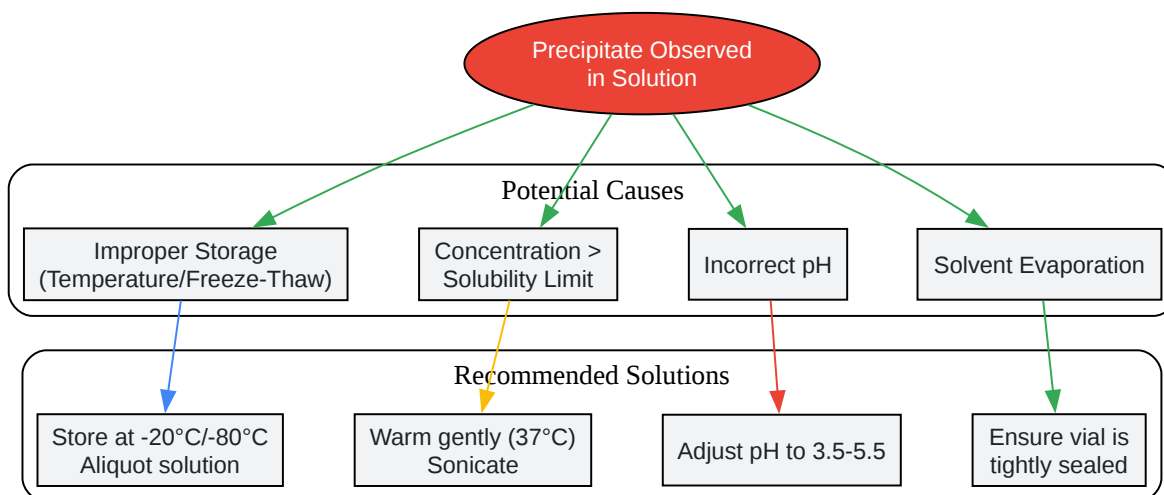 Precipitate Observed
in Solution
Potential Causes
Improper Storage
(Temperature/Freeze-Thaw)
Concentration >
Solubility Limit
Incorrect pH
Solvent Evaporation
Recommended Solutions
Store at -20°C/-80°C
Aliquot solution
Warm gently (37°C)
Sonicate
Adjust pH to 3.5-5.5
Ensure vial is
tightly sealed